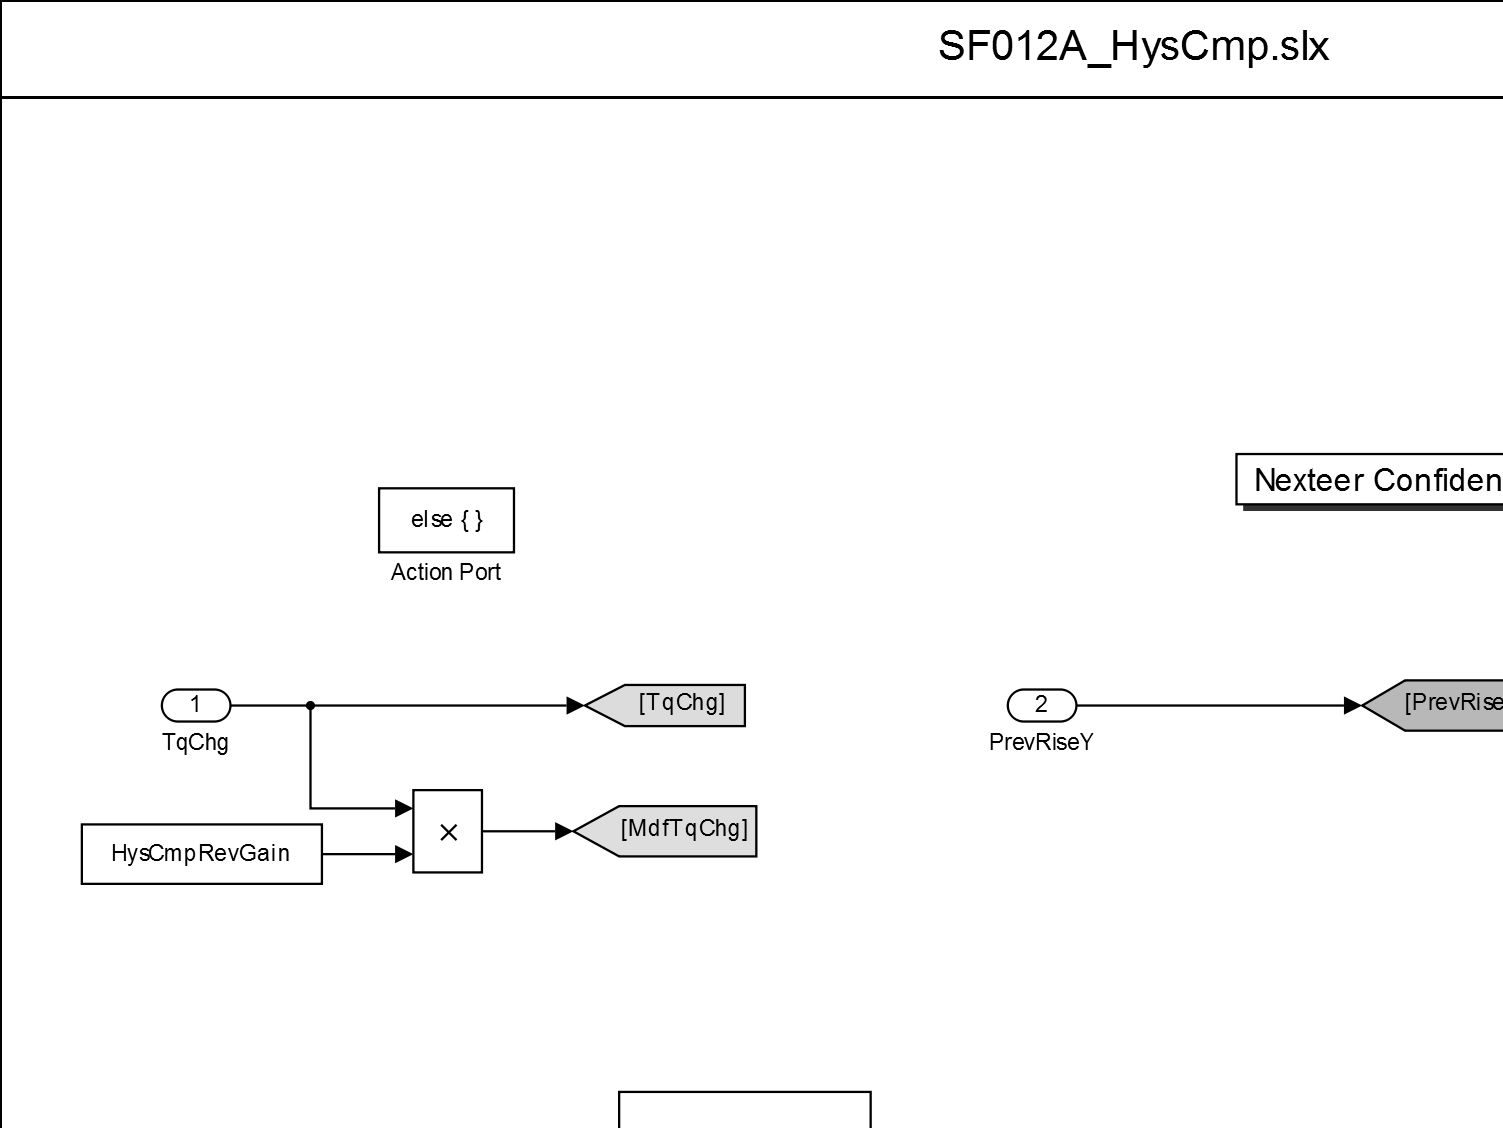 SF012A_HysCmp.slx
Nexteer Confiden
else { }
Action Port
1
[TqChg]
TqChg
2
[PrevRise
PrevRiseY
[MdfTqChg]
HysCmpRevGain
×